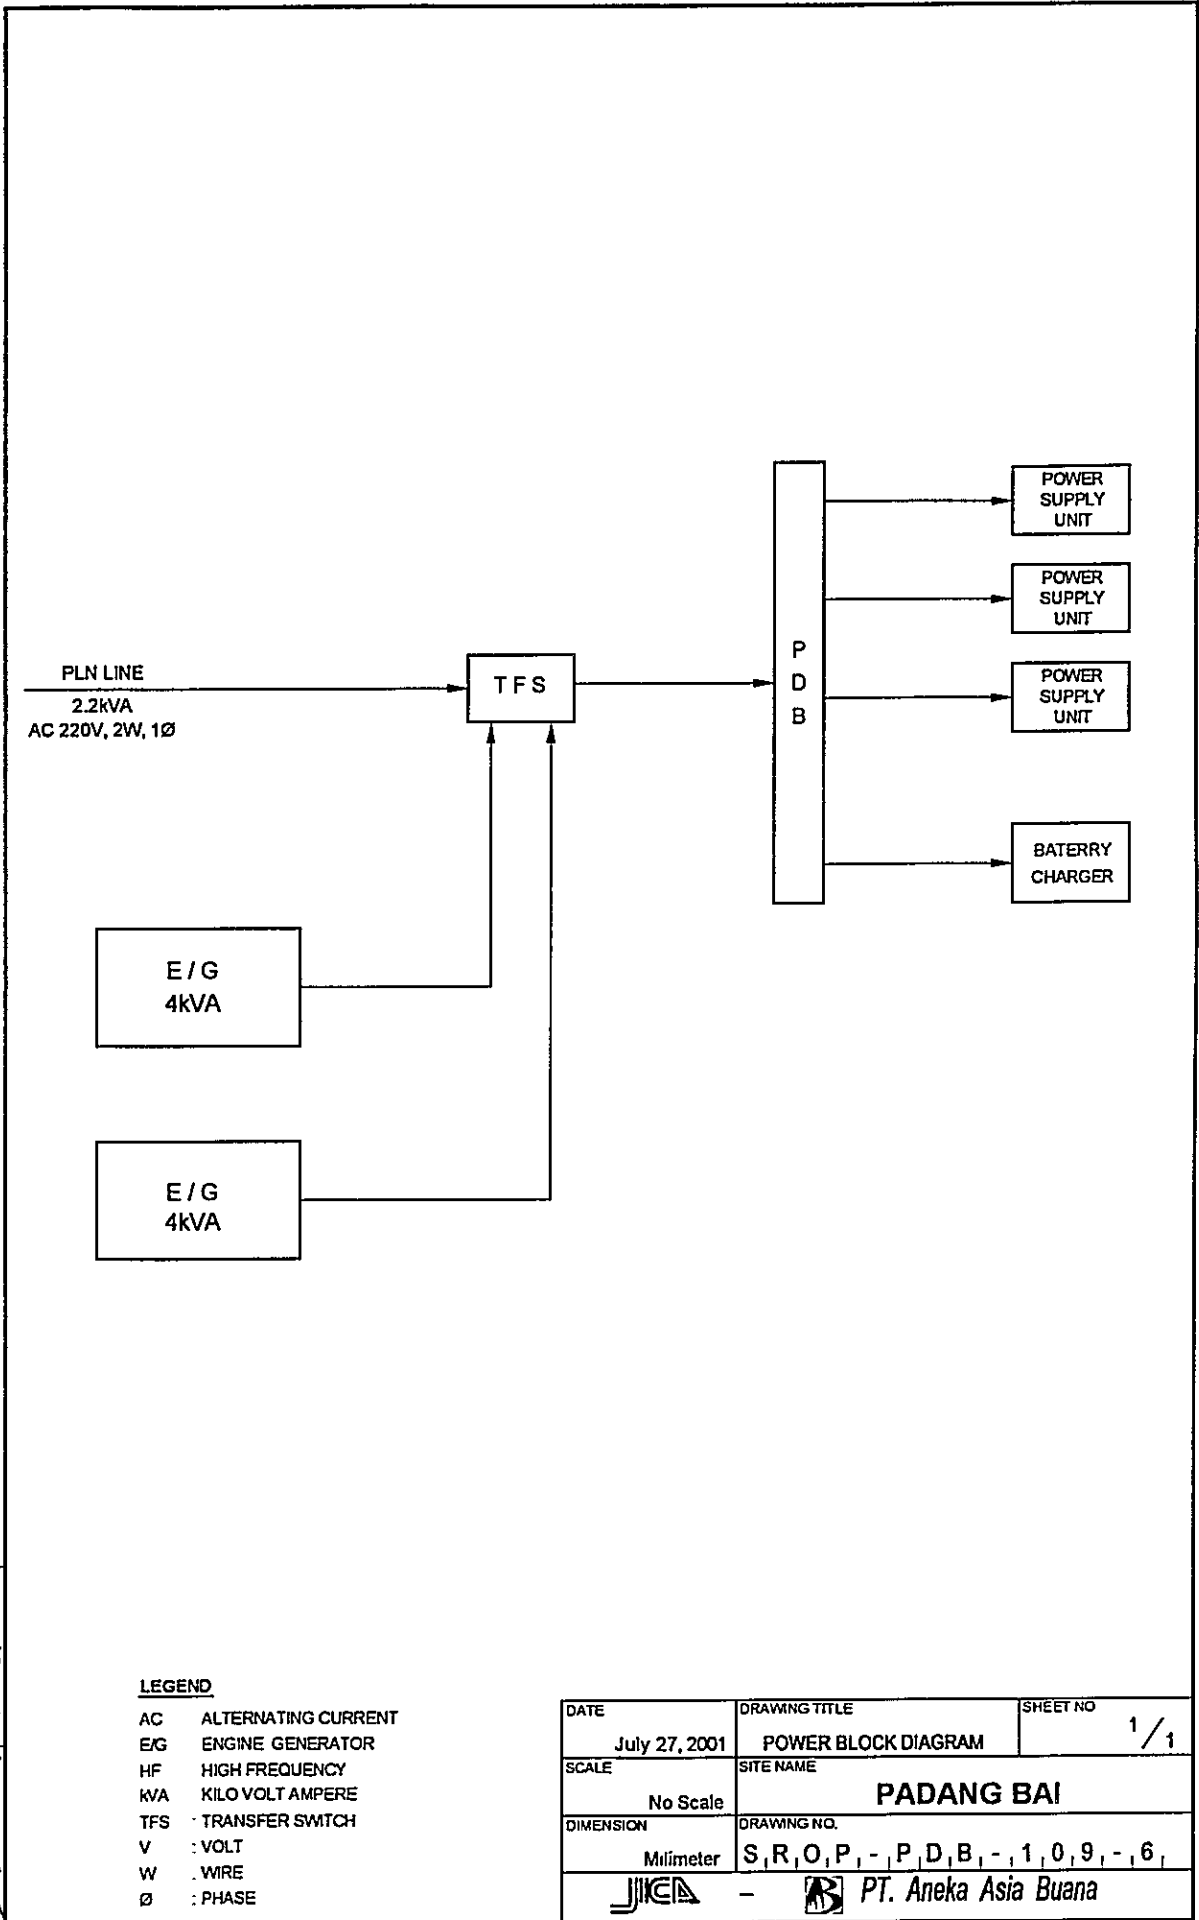 POWER
SUPPLY
UNIT
POWER
SUPPLY
UNIT
POWER
SUPPLY
UNIT
BATERRY
CHARGER
P
D
B
TFS
PLN LINE
2.2kVA
AC 220V, 2W, 1Ø
E / G
4kVA
E / G
4kVA
LEGEND
AC ALTERNATING CURRENT
E/G ENGINE GENERATOR
HF HIGH FREQUENCY
kVA KILO VOLT AMPERE
TFS TRANSFER SWITCH
V : VOLT
W . WIRE
Ø : PHASE
DATE
July 27, 2001
DRAWING TITLE
POWER BLOCK DIAGRAM
SHEET NO
1/1
SCALE
No Scale
SITE NAME
PADANG BAI
DIMENSION
Milimeter
DRAWING NO.
SROP-PDB-109-6
JICA - PT. Aneka Asia Buana